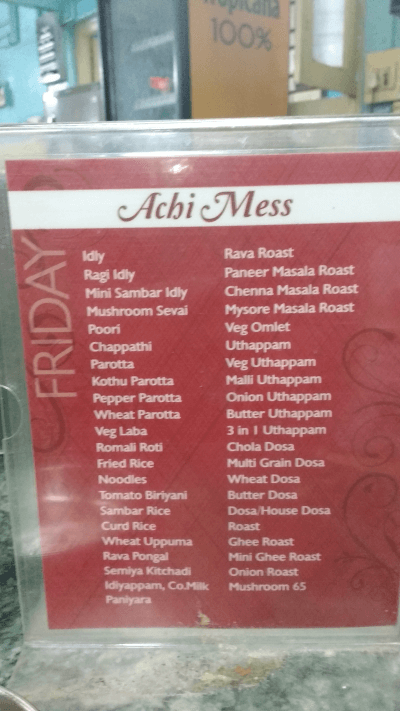 Tropicana
100%
Achi Mess
FRIDAY
Idly
Ragi Idly
Mini Sambar Idly
Mushroom Sevai
Poori
Chappathi
Parotta
Kothu Parotta
Pepper Parotta
Wheat Parotta
Veg Laba
Romali Roti
Fried Rice
Noodles
Tomato Biriyani
Sambar Rice
Curd Rice
Wheat Uppuma
Rava Pongal
Semiya Kitchadi
Idiyappam, Co.Milk
Paniyara
Rava Roast
Paneer Masala Roast
Chenna Masala Roast
Mysore Masala Roast
Veg Omlet
Uthappam
Veg Uthappam
Malli Uthappam
Onion Uthappam
Butter Uthappam
3 in 1 Uthappam
Chola Dosa
Multi Grain Dosa
Wheat Dosa
Butter Dosa
Dosa/House Dosa
Roast
Ghee Roast
Mini Ghee Roast
Onion Roast
Mushroom 65